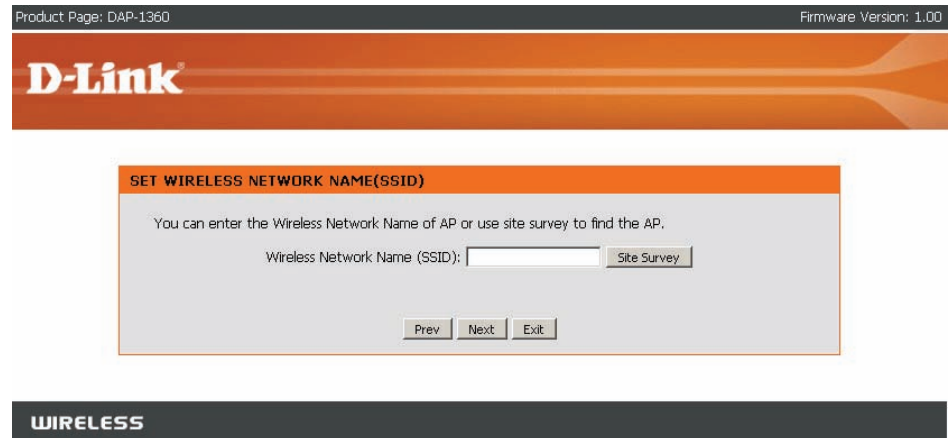 Product Page: DAP-1360 Firmware Version: 1.00
D-Link®
SET WIRELESS NETWORK NAME(SSID)
You can enter the Wireless Network Name of AP or use site survey to find the AP.
Wireless Network Name (SSID): Site Survey
Prev Next Exit
WIRELESS